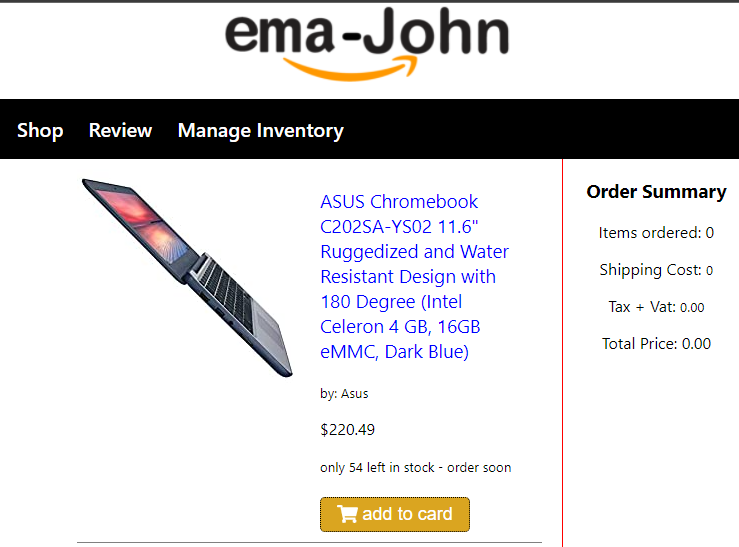 ema-John
Shop Review Manage Inventory
ASUS Chromebook
C202SA-YS02 11.6"
Ruggedized and Water
Resistant Design with
180 Degree (Intel
Celeron 4 GB, 16GB
eMMC, Dark Blue)
by: Asus
$220.49
only 54 left in stock - order soon
add to card
Order Summary
Items ordered: 0
Shipping Cost: 0
Tax + Vat: 0.00
Total Price: 0.00